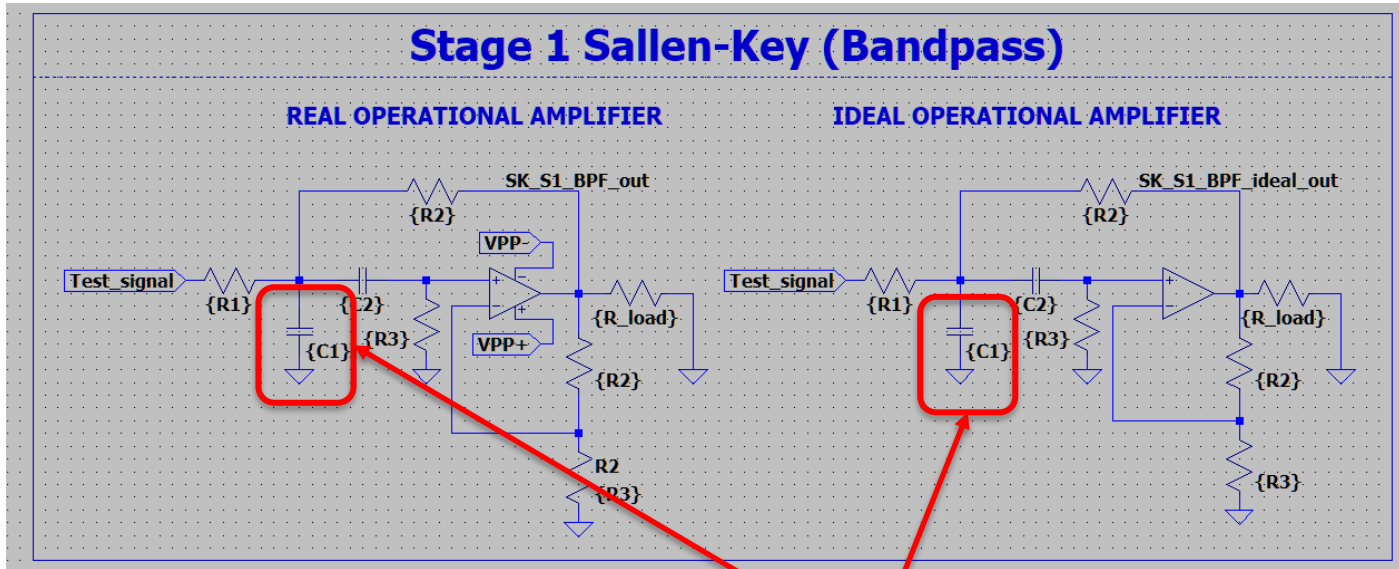 Stage 1 Sallen-Key (Bandpass)
REAL OPERATIONAL AMPLIFIER
IDEAL OPERATIONAL AMPLIFIER
SK_S1_BPF_out
{R2}
VPP-
Test_signal
{R1}
{C2}
+
-
-
+
{R_load}
{C1}
{R3}
VPP+
{R2}
R2
{R3}
SK_S1_BPF_ideal_out
{R2}
Test_signal
{R1}
{C2}
+
-
{R_load}
{C1}
{R3}
{R2}
{R3}